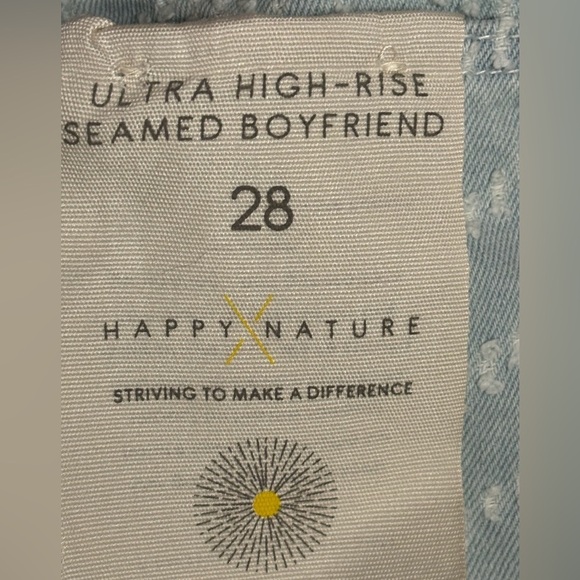 ULTRA HIGH-RISE
SEAMED BOYFRIEND
28
HAPPY X NATURE
STRIVING TO MAKE A DIFFERENCE